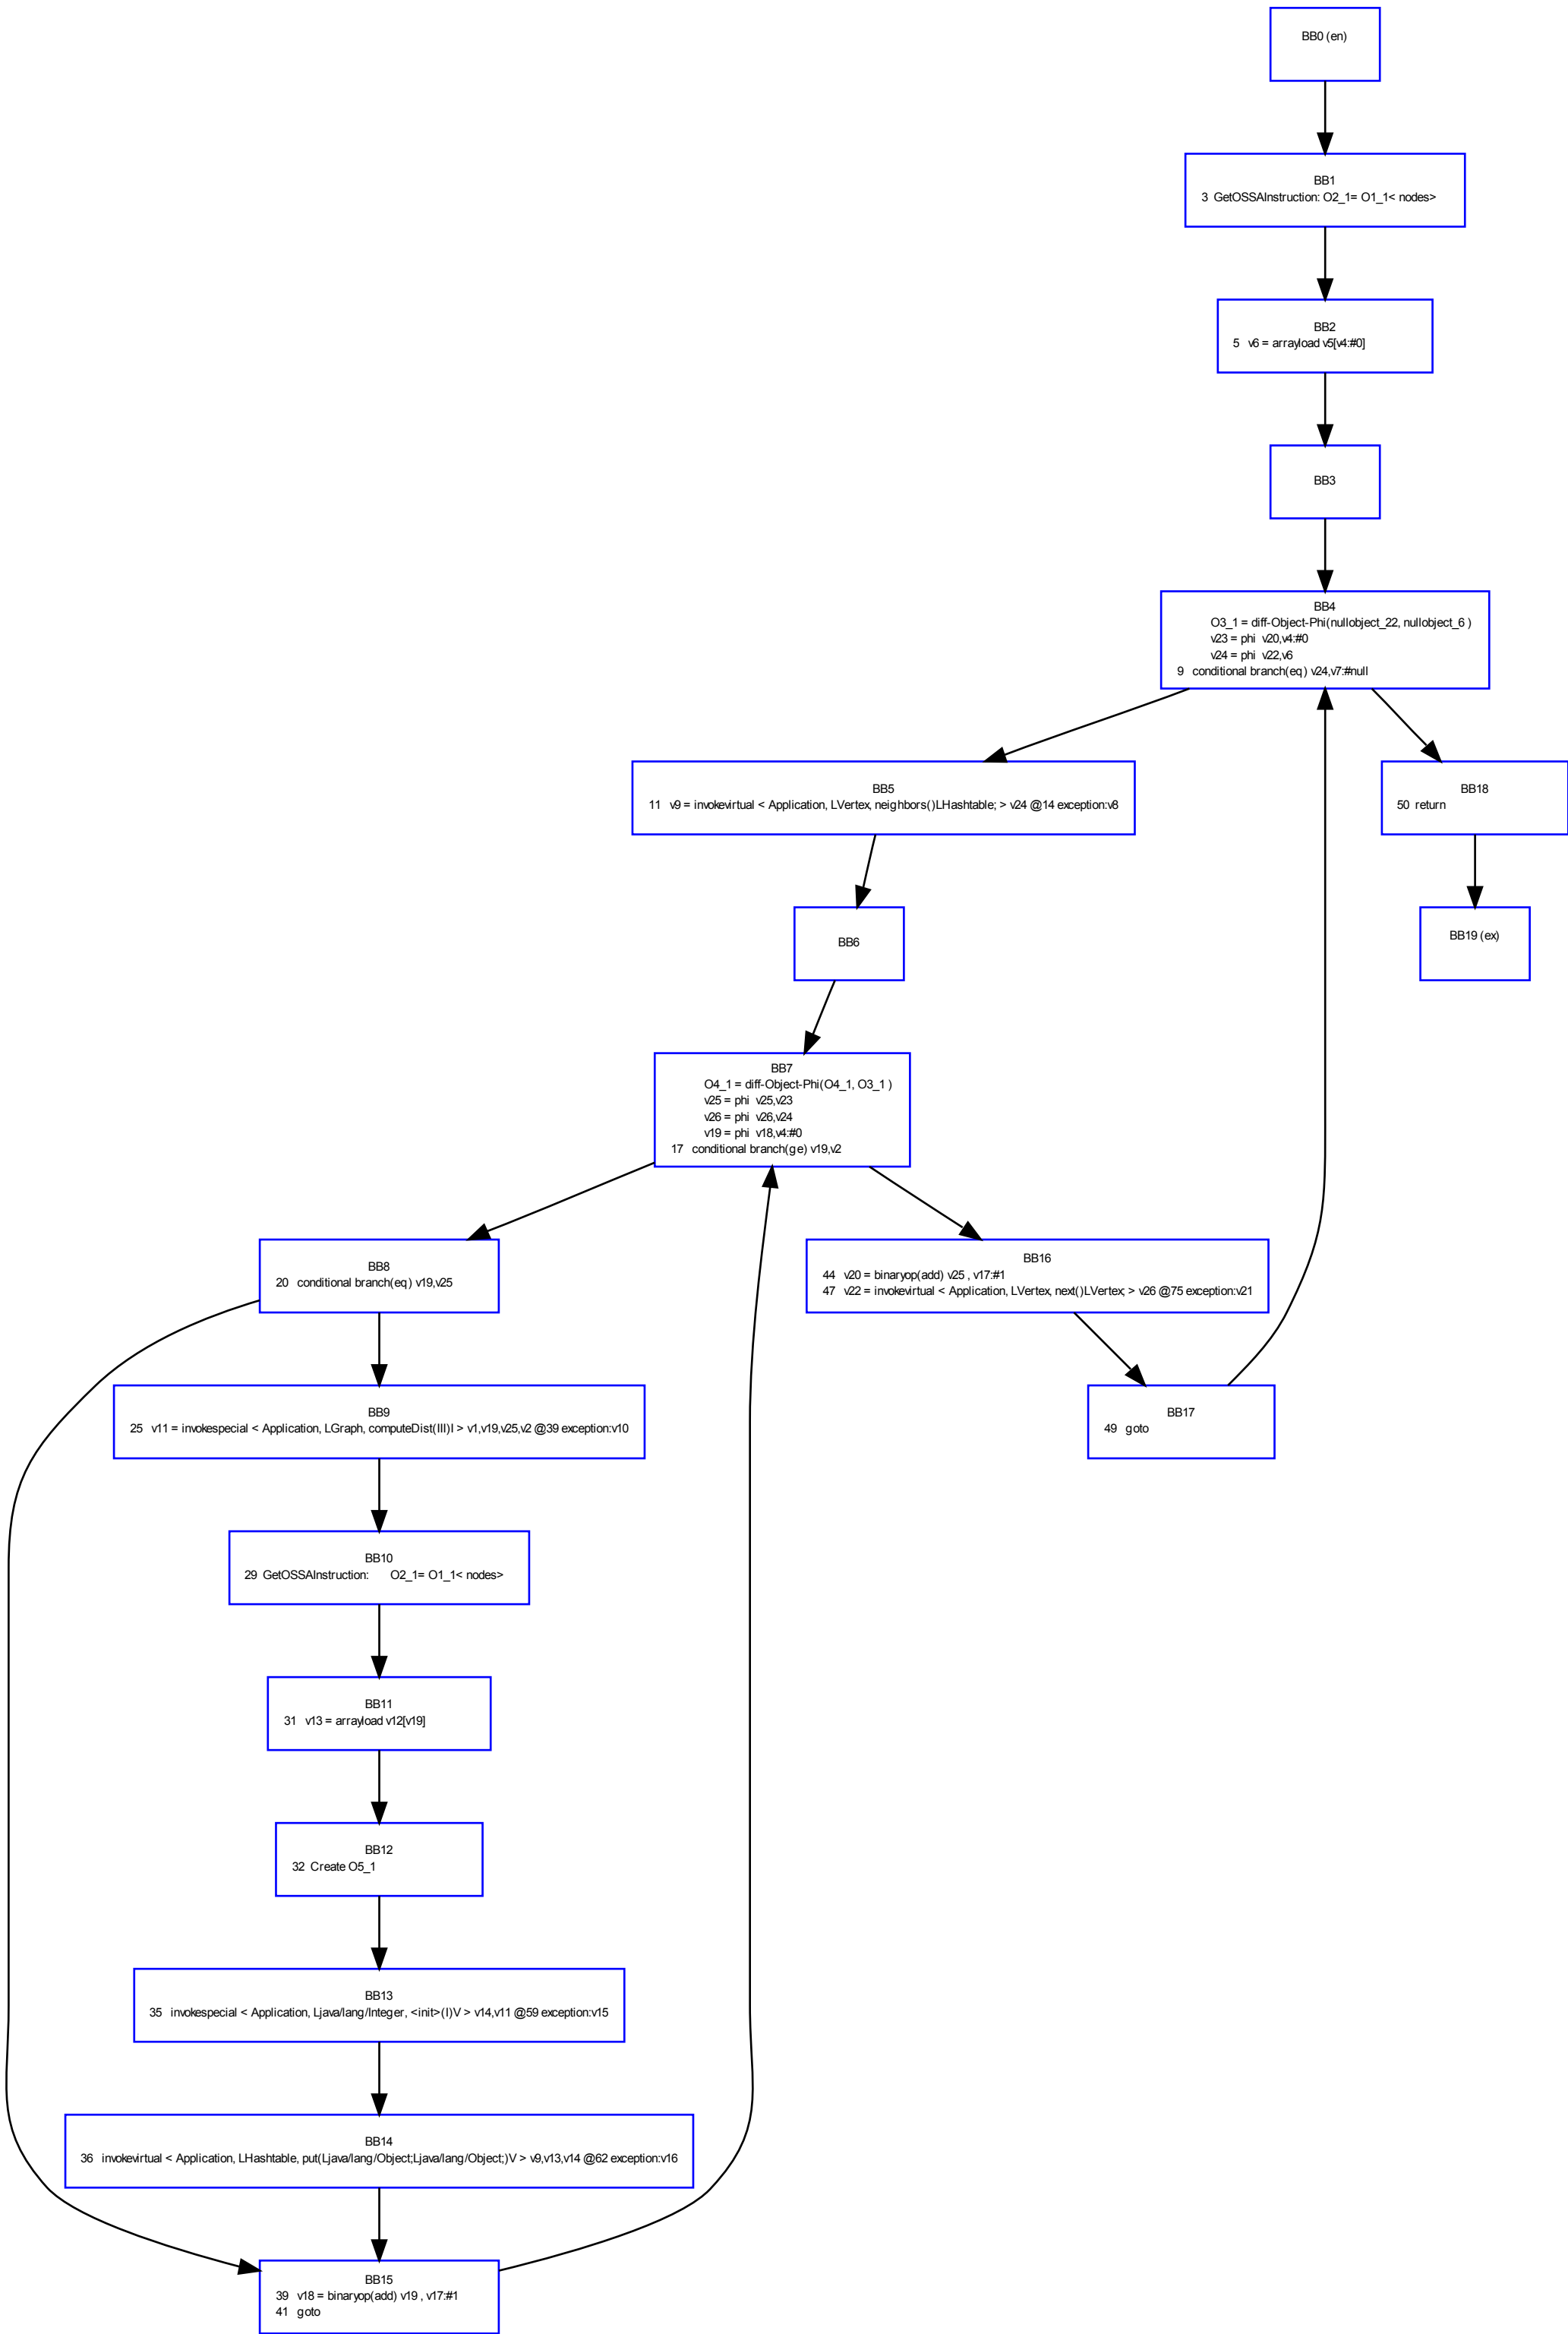 BB0 (en)
BB1
3 GetOSSAInstruction: O2_1= O1_1< nodes>
BB2
5 v6 = arrayload v5[v4:#0]
BB3
BB4
O3_1 = diff-Object-Phi(nullobject_22, nullobject_6 )
v23 = phi v20,v4:#0
v24 = phi v22,v6
9 conditional branch(eq) v24,v7:#null
BB5
11 v9 = invokevirtual < Application, LVertex, neighbors()LHashtable; > v24 @14 exception:v8
BB18
50 return
BB6
BB19 (ex)
BB7
O4_1 = diff-Object-Phi(O4_1, O3_1 )
v25 = phi v25,v23
v26 = phi v26,v24
v19 = phi v18,v4:#0
17 conditional branch(ge) v19,v2
BB8
20 conditional branch(eq) v19,v25
BB16
44 v20 = binaryop(add) v25 , v17:#1
47 v22 = invokevirtual < Application, LVertex, next()LVertex; > v26 @75 exception:v21
BB9
25 v11 = invokespecial < Application, LGraph, computeDist(III)I > v1,v19,v25,v2 @39 exception:v10
BB17
49 goto
BB10
29 GetOSSAInstruction: O2_1= O1_1< nodes>
BB11
31 v13 = arrayload v12[v19]
BB12
32 Create O5_1
BB13
35 invokespecial < Application, Ljava/lang/Integer, <init>(I)V > v14,v11 @59 exception:v15
BB14
36 invokevirtual < Application, LHashtable, put(Ljava/lang/Object;Ljava/lang/Object;)V > v9,v13,v14 @62 exception:v16
BB15
39 v18 = binaryop(add) v19 , v17:#1
41 goto